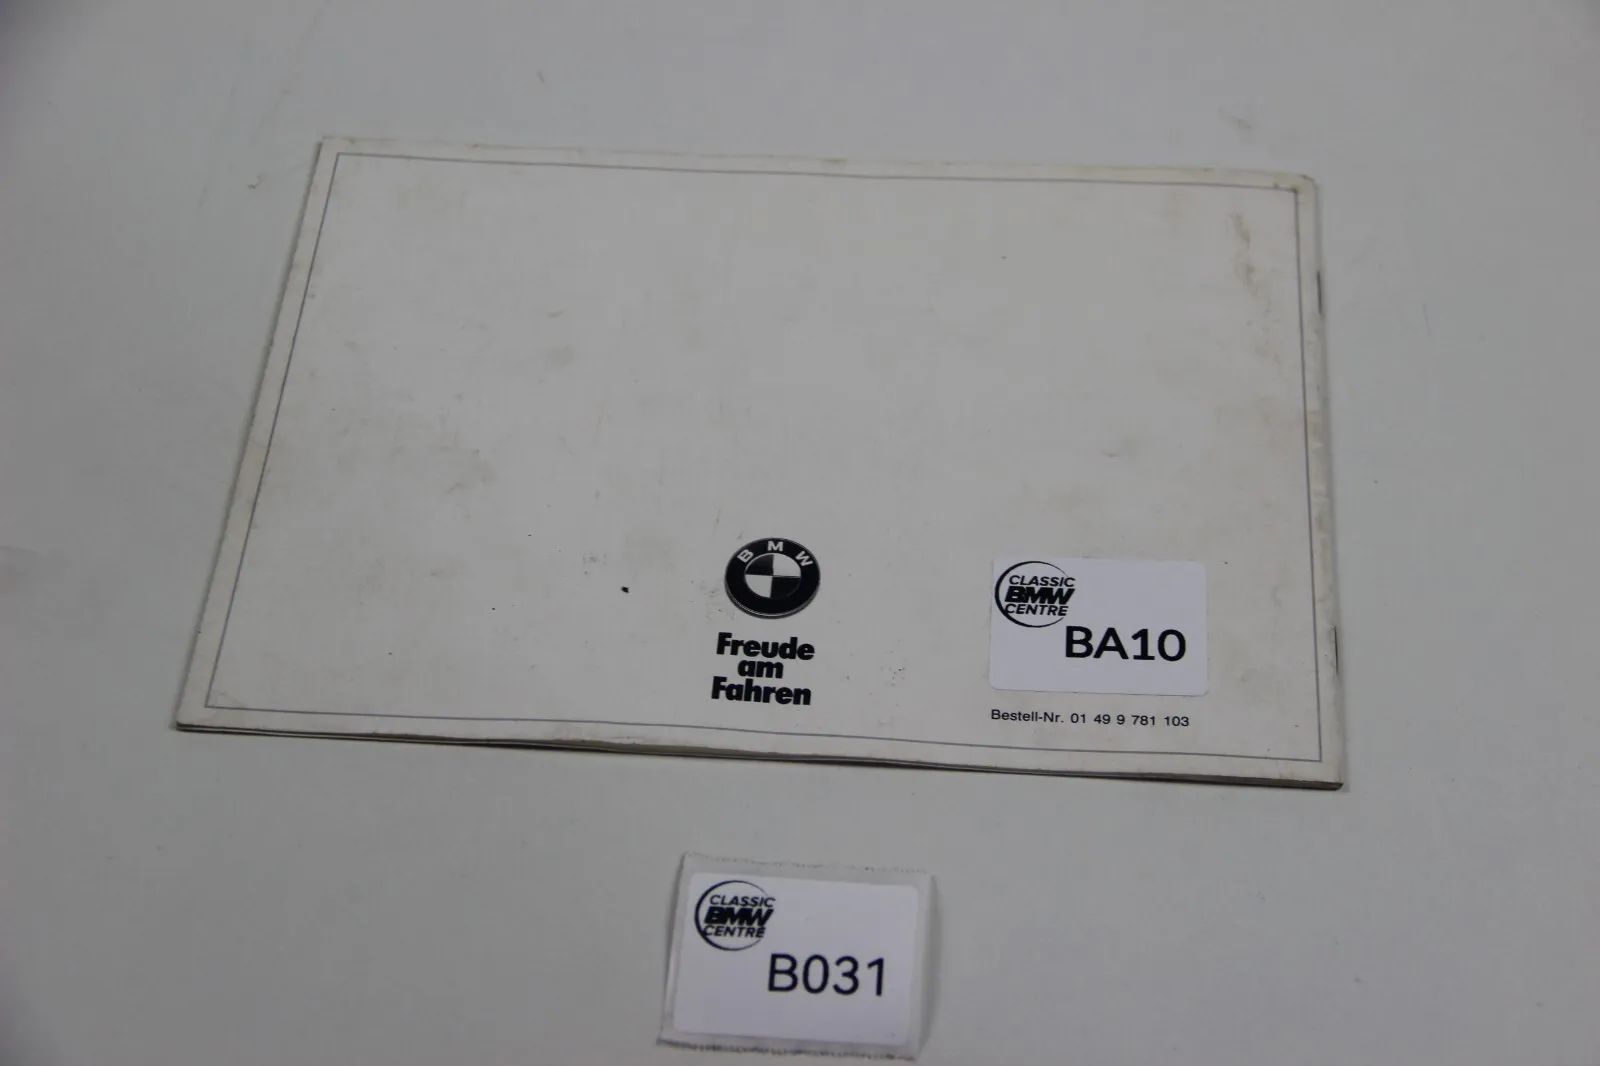 BMW
Freude
am
Fahren
CLASSIC
BMW
CENTRE
BA10
Bestell-Nr. 01 49 9 781 103
CLASSIC
BMW
CENTRE
B031